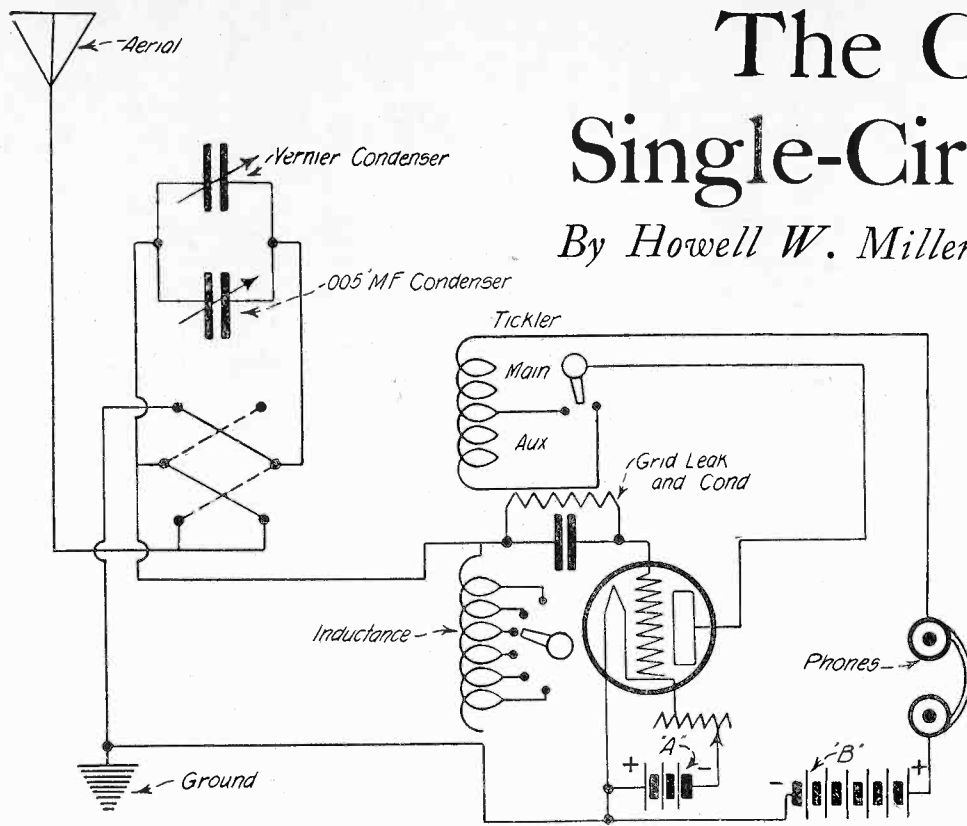 The
Single-Cir
By Howell W. Miller
Aerial
Vernier Condenser
.005 MF Condenser
Tickler
Main
Aux
Grid Leak
and Cond
Inductance
Phones
"A"
"B"
+
-
-
+
Ground